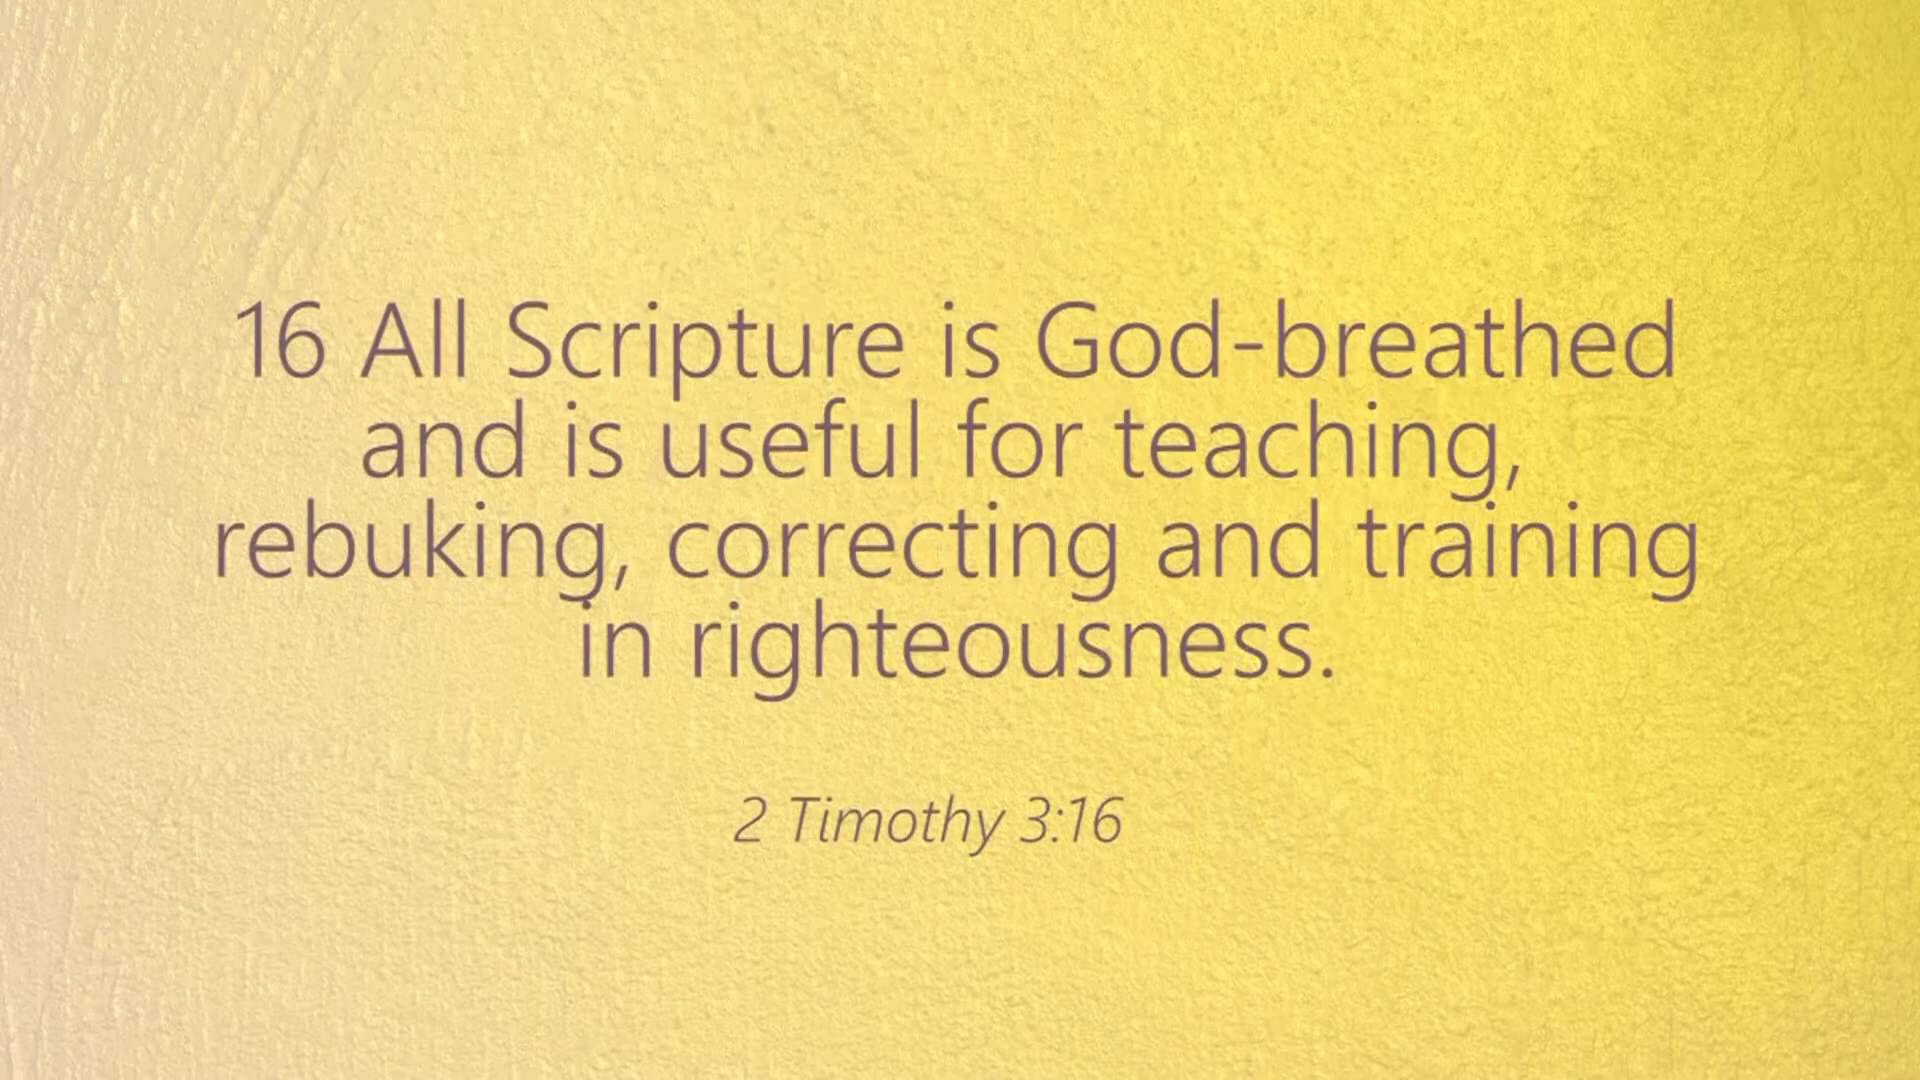 16 All Scripture is God-breathed
and is useful for teaching,
rebuking, correcting and training
in righteousness.
2 Timothy 3:16